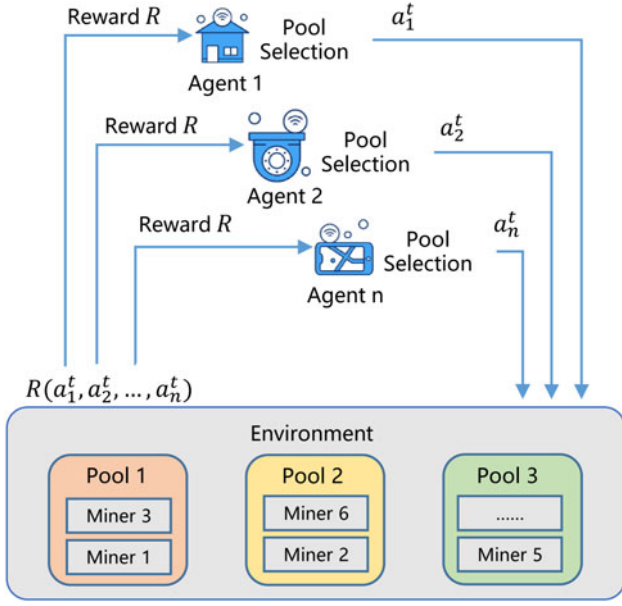 Reward R
Pool
Selection
a_1^t
Agent 1
Reward R
Pool
Selection
a_2^t
Agent 2
Reward R
Pool
Selection
a_n^t
Agent n
R(a_1^t, a_2^t, ..., a_n^t)
Environment
Pool 1
Pool 2
Pool 3
Miner 3
Miner 6
......
Miner 1
Miner 2
Miner 5